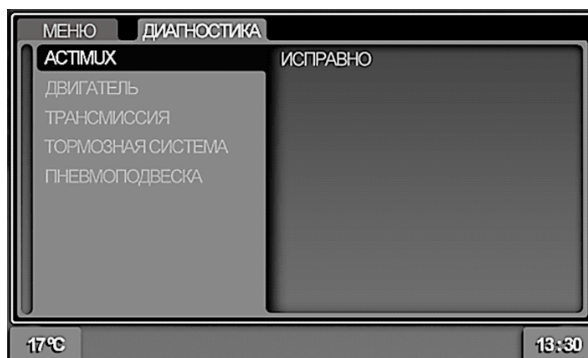 МЕНЮ ДИАГНОСТИКА
ACTIMUX ИСПРАВНО
ДВИГАТЕЛЬ
ТРАНСМИССИЯ
ТОРМОЗНАЯ СИСТЕМА
ПНЕВМОПОДВЕСКА
17°C 13:30